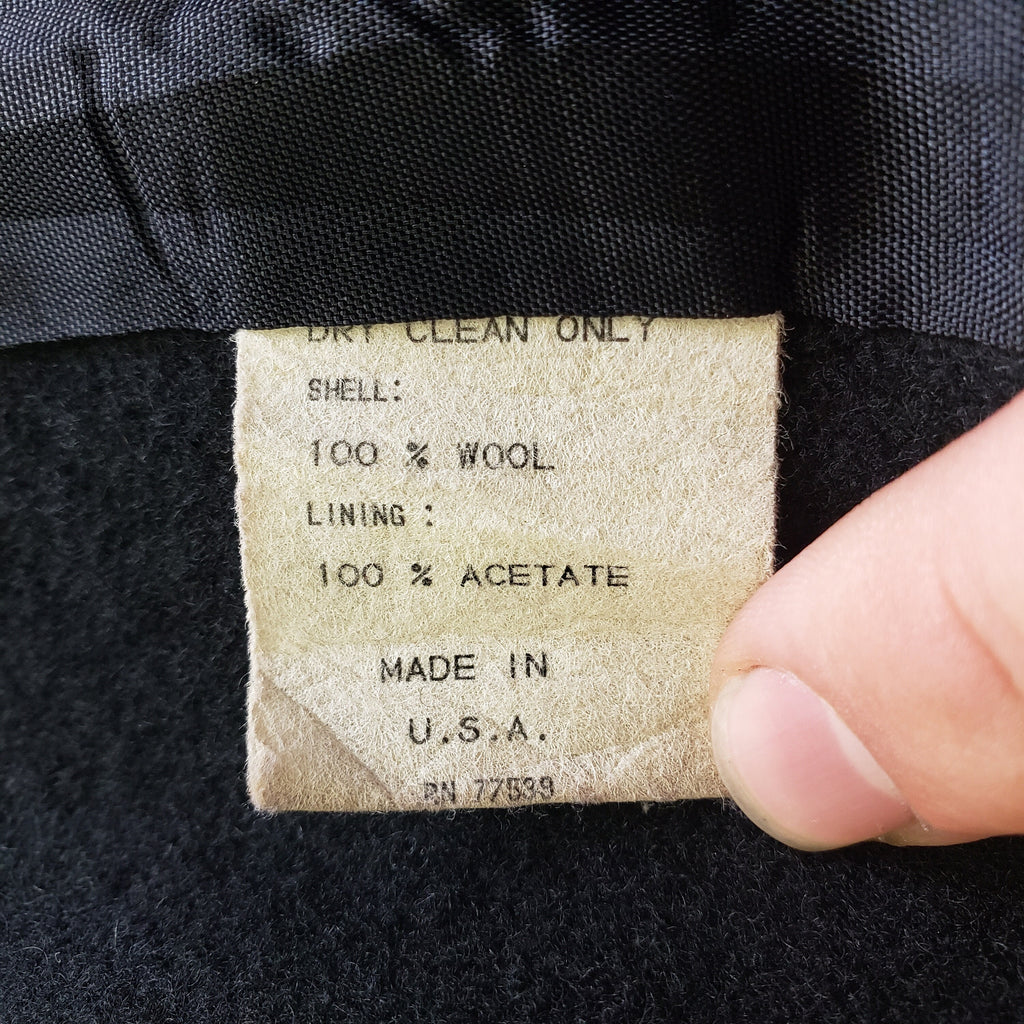 DRY CLEAN ONLY
SHELL:
100 % WOOL
LINING :
100 % ACETATE
MADE IN
U.S.A.
RN 77539